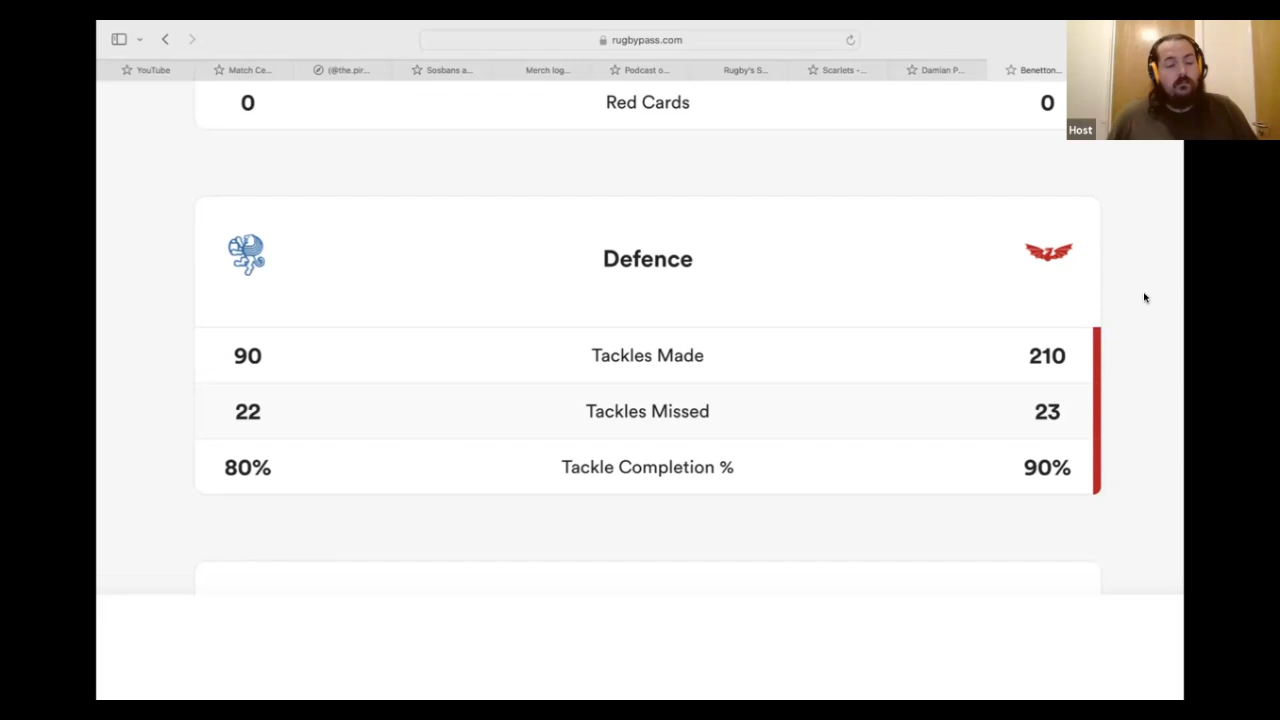 rugbypass.com
YouTube
Match Ce...
(@the.pir...
Sosbans a...
Merch log...
Podcast o...
Rugby's S...
Scarlets -...
Damian P...
Benetton...
0 Red Cards 0
Host
Defence
90 Tackles Made 210
22 Tackles Missed 23
80% Tackle Completion % 90%